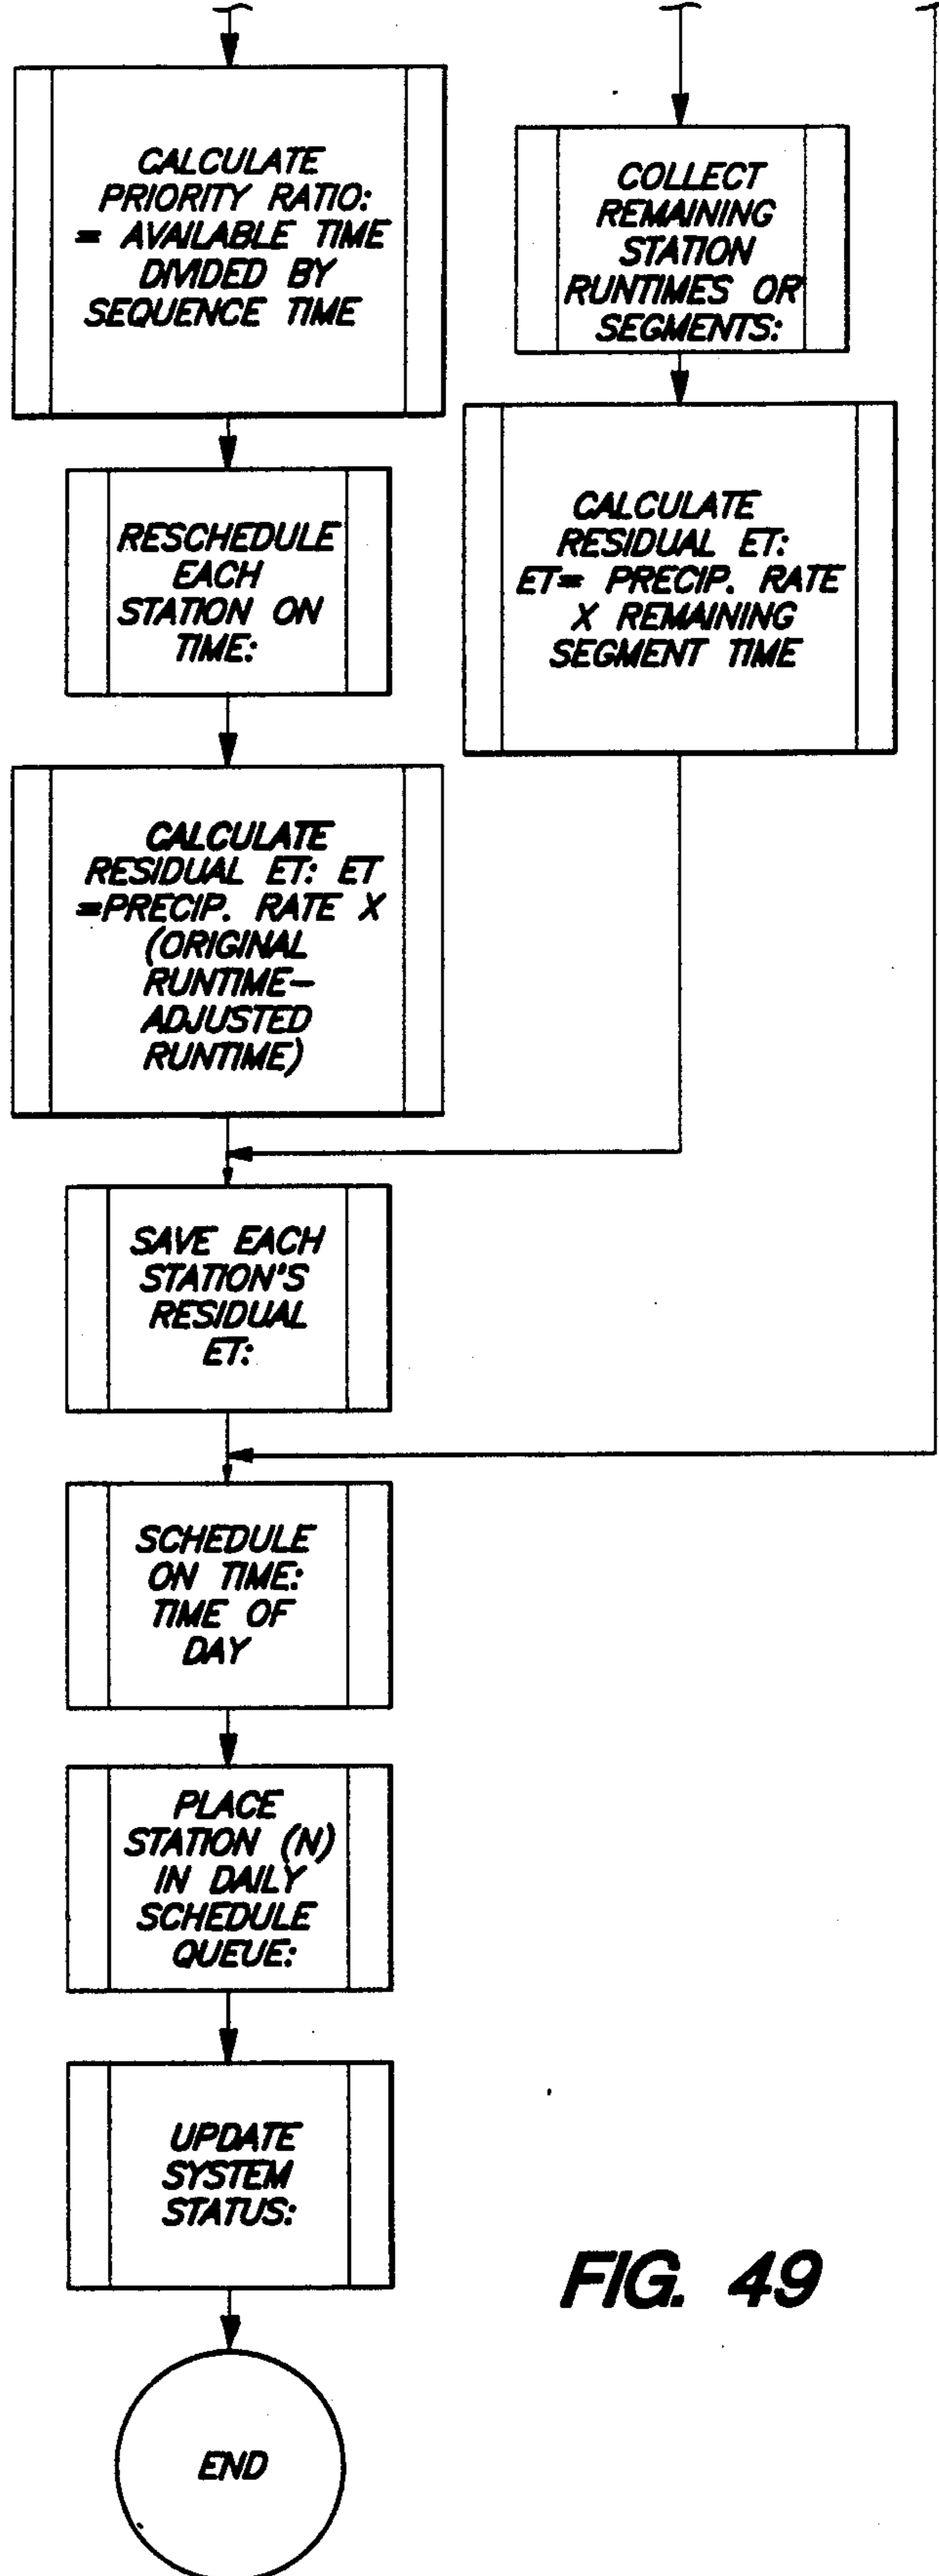 CALCULATE
PRIORITY RATIO:
= AVAILABLE TIME
DIVIDED BY
SEQUENCE TIME
COLLECT
REMAINING
STATION
RUNTIMES OR
SEGMENTS:
RESCHEDULE
EACH
STATION ON
TIME:
CALCULATE
RESIDUAL ET:
ET= PRECIP. RATE
X REMAINING
SEGMENT TIME
CALCULATE
RESIDUAL ET: ET
=PRECIP. RATE X
(ORIGINAL
RUNTIME-
ADJUSTED
RUNTIME)
SAVE EACH
STATION'S
RESIDUAL
ET:
SCHEDULE
ON TIME:
TIME OF
DAY
PLACE
STATION (N)
IN DAILY
SCHEDULE
QUEUE:
UPDATE
SYSTEM
STATUS:
END
FIG. 49